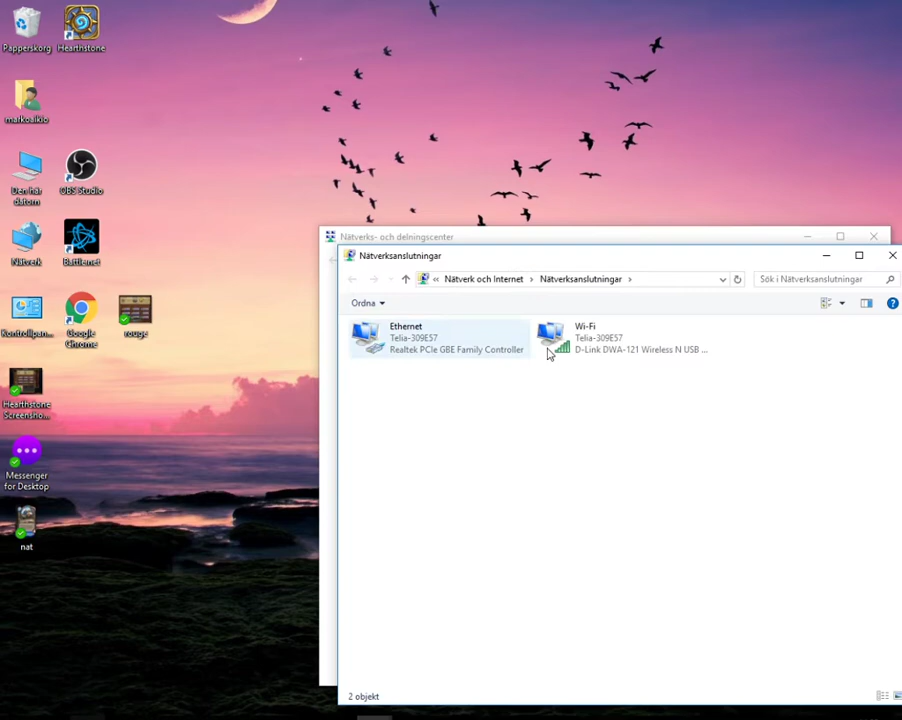 Papperskorg
Hearthstone
markoalklo
Den här
datorn
OBS Studio
Nätverk
Battle.net
Kontrollpan...
Google
Chrome
rouge
Hearthstone
Screensho...
Messenger
for Desktop
nat
Nätverks- och delningscenter
Nätverksanslutningar
« Nätverk och Internet › Nätverksanslutningar ›
Sök i Nätverksanslutningar
Ordna
Ethernet
Telia-309E57
Realtek PCIe GBE Family Controller
Wi-Fi
Telia-309E57
D-Link DWA-121 Wireless N USB ...
2 objekt